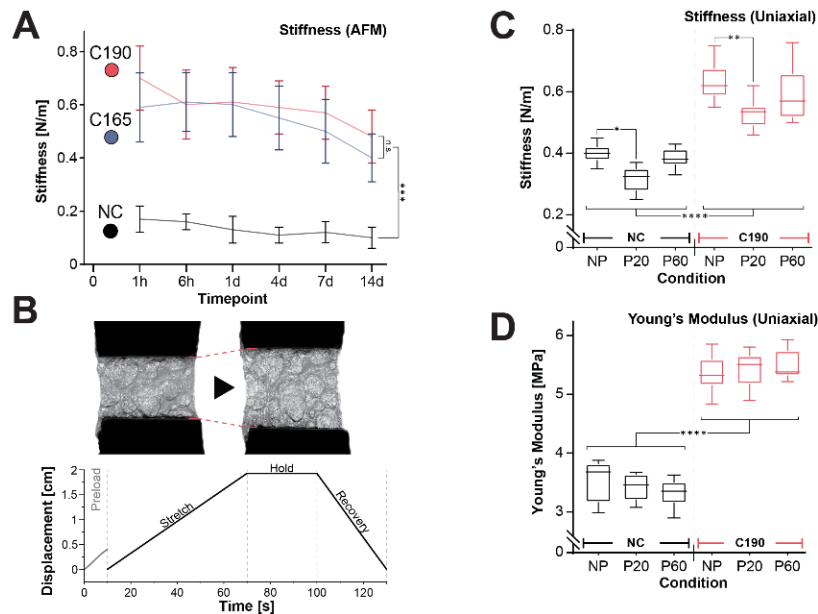 A
Stiffness (AFM)
Stiffness [N/m]
0.8
0.6
0.4
0.2
0
C190
C165
NC
n.s.
***
0 1h 6h 1d 4d 7d 14d
Timepoint
B
Displacement [cm]
2
1.5
1
0.5
0
Preload
Stretch
Hold
Recovery
0 20 40 60 80 100 120
Time [s]
C
Stiffness (Uniaxial)
Stiffness [N/m]
0.8
0.6
0.4
0.2
0
*
**
****
NC C190
NP P20 P60 NP P20 P60
Condition
D
Young's Modulus (Uniaxial)
Young's Modulus [MPa]
6
5
3
3
0
****
NC C190
NP P20 P60 NP P20 P60
Condition